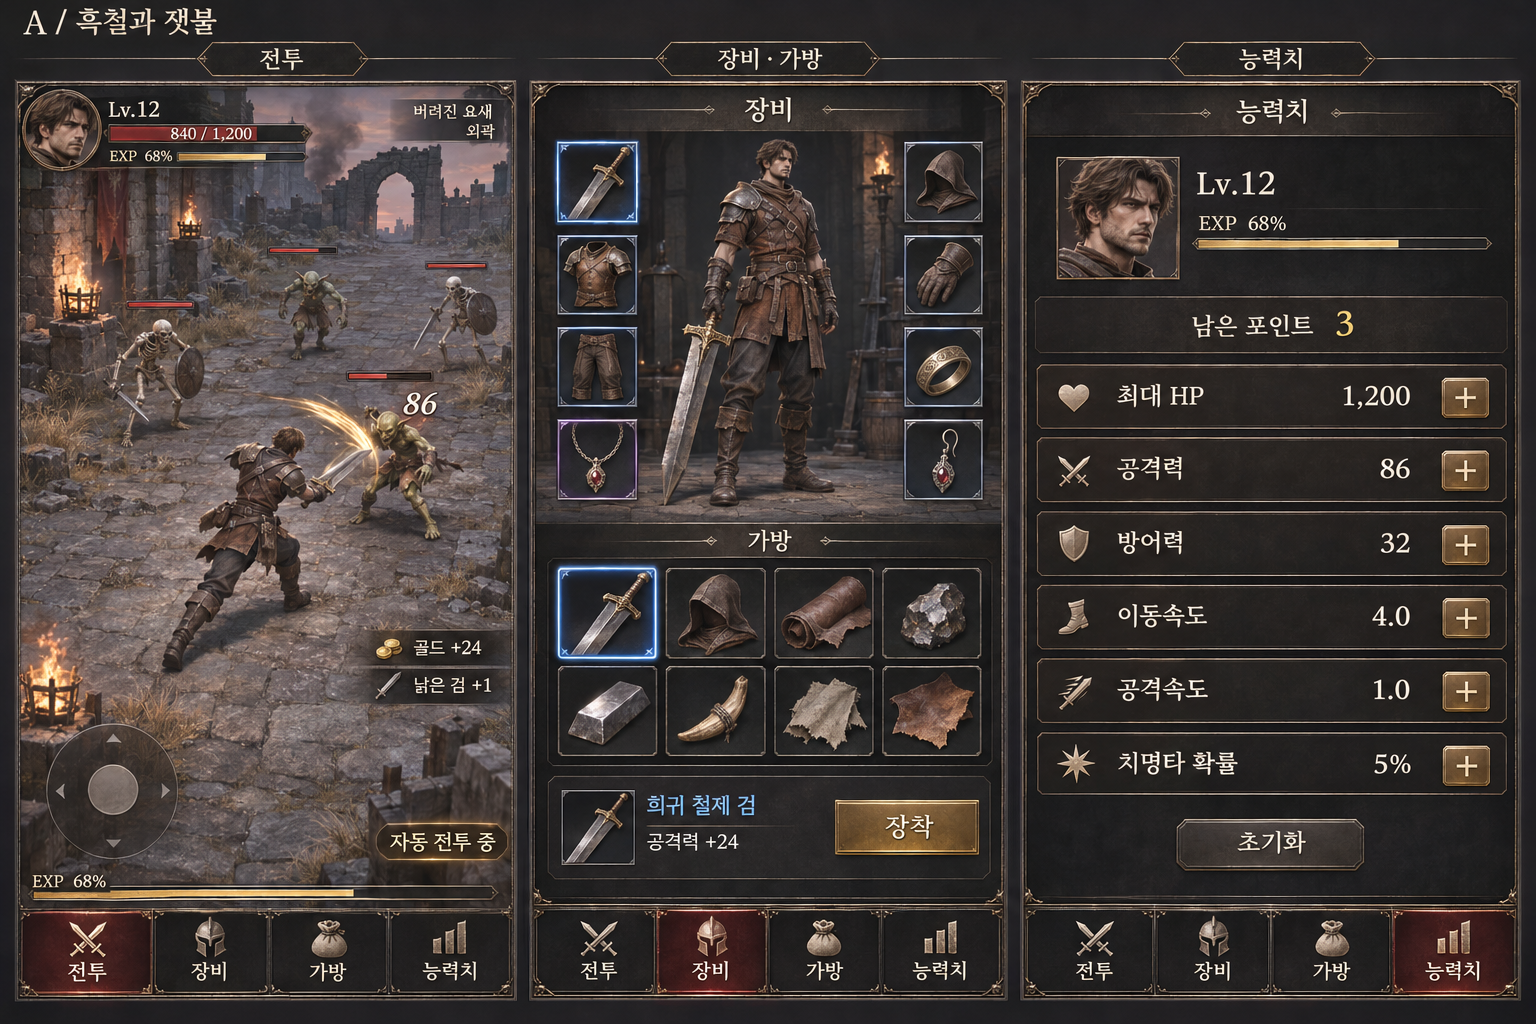 A / 흑철과 잿불
전투
Lv.12
840 / 1,200
EXP 68%
버려진 요새
외곽
86
골드 +24
낡은 검 +1
자동 전투 중
EXP 68%
전투
장비
가방
능력치
장비 · 가방
장비
가방
희귀 철제 검
공격력 +24
장착
전투
장비
가방
능력치
능력치
능력치
Lv.12
EXP 68%
남은 포인트 3
최대 HP 1,200 +
공격력 86 +
방어력 32 +
이동속도 4.0 +
공격속도 1.0 +
치명타 확률 5% +
초기화
전투
장비
가방
능력치